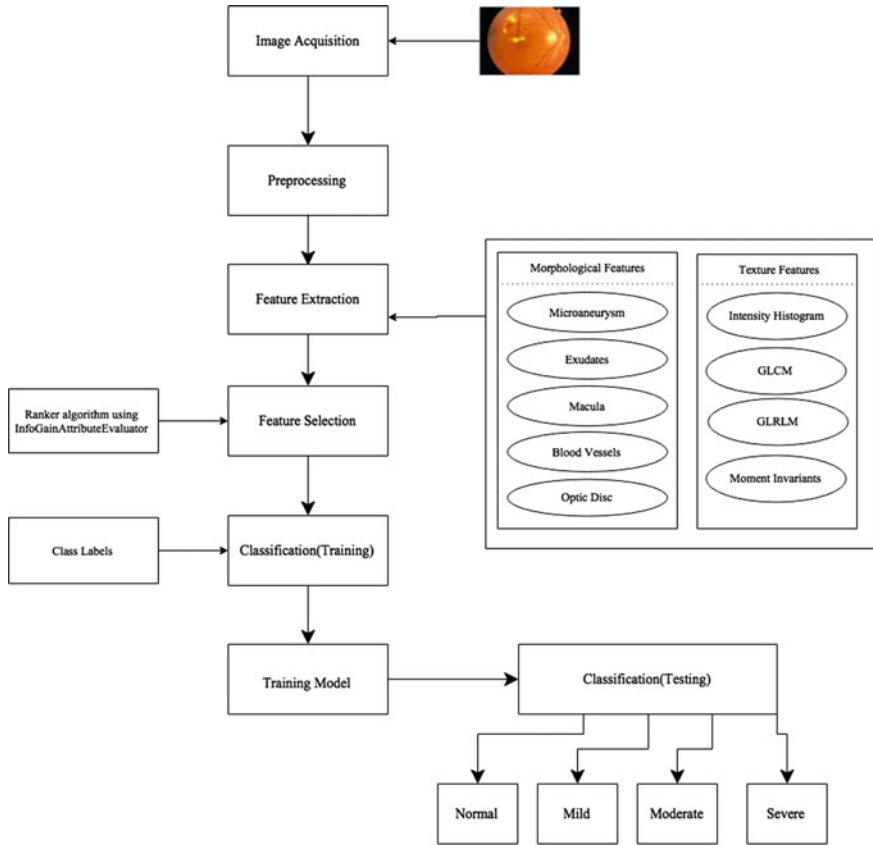 Image Acquisition
Preprocessing
Feature Extraction
Morphological Features
Microaneurysm
Exudates
Macula
Blood Vessels
Optic Disc
Texture Features
Intensity Histogram
GLCM
GLRLM
Moment Invariants
Ranker algorithm using
InfoGainAttributeEvaluator
Feature Selection
Class Labels
Classification(Training)
Training Model
Classification(Testing)
Normal
Mild
Moderate
Severe